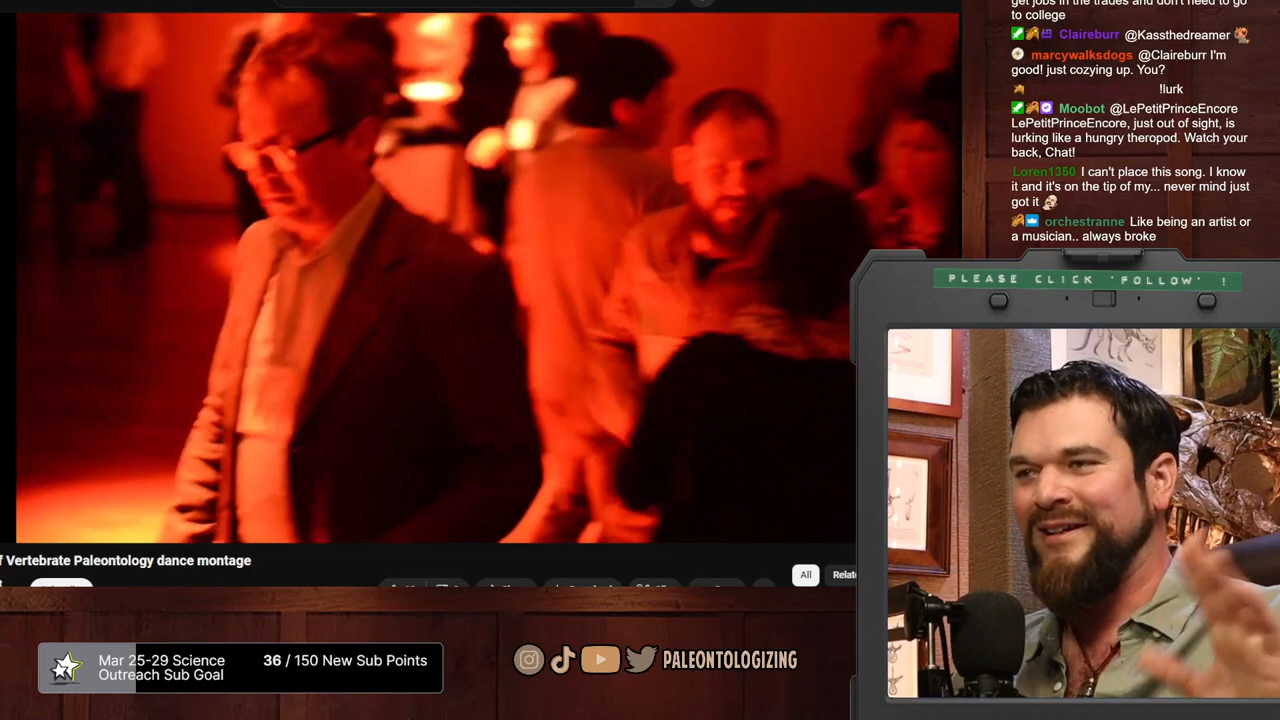 get jobs in the trades and don't need to go
to college
Claireburr @Kassthedreamer
marcywalksdogs @Claireburr I'm
good! just cozying up. You?
!lurk
Moobot @LePetitPrinceEncore
LePetitPrinceEncore, just out of sight, is
lurking like a hungry theropod. Watch your
back, Chat!
Loren1350 I can't place this song. I know
it and it's on the tip of my... never mind just
got it
orchestranne Like being an artist or
a musician.. always broke
PLEASE CLICK 'FOLLOW' !
f Vertebrate Paleontology dance montage
All
Relate
Mar 25-29 Science
Outreach Sub Goal
36 / 150 New Sub Points
PALEONTOLOGIZING